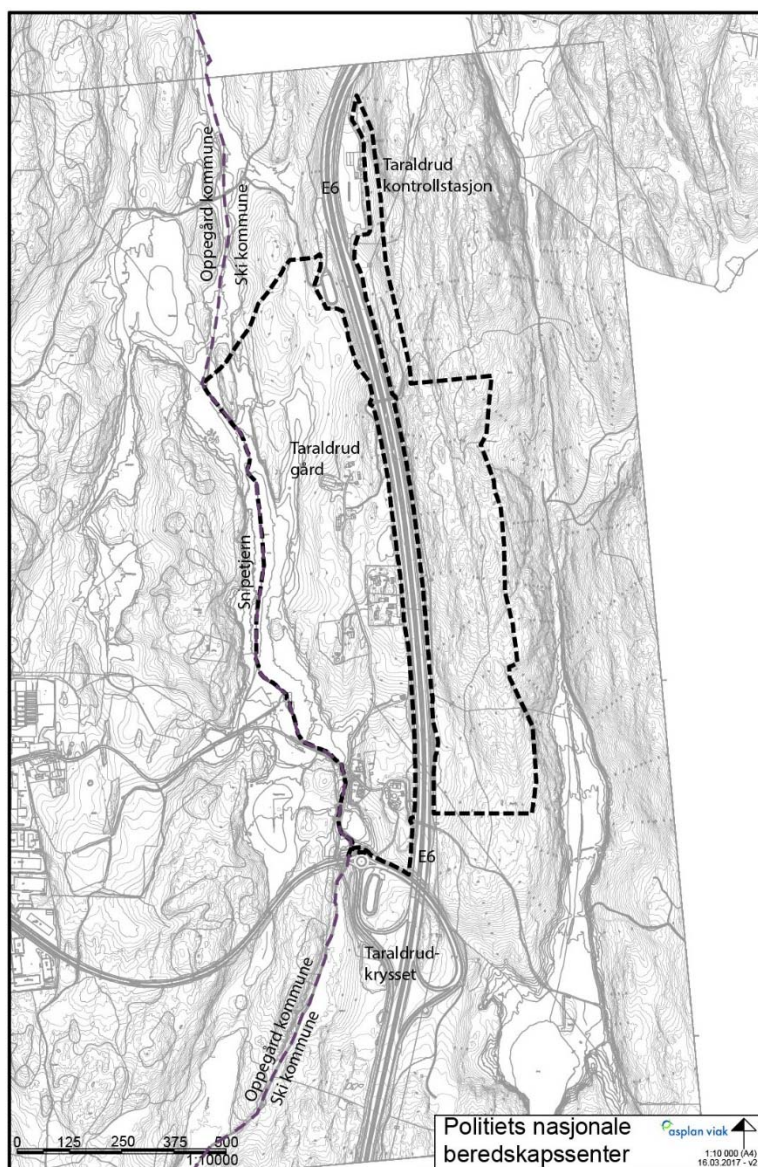 Oppegård kommune
Ski kommune
E6
Taraldrud
kontrollstasjon
Taraldrud
gård
Snipetjern
E6
Taraldrud-
krysset
Oppegård kommune
Ski kommune
0 125 250 375 500
1:10000
Politiets nasjonale
beredskapssenter
asplan viak
1:10 000 (A4)
16.03.2017 - v2